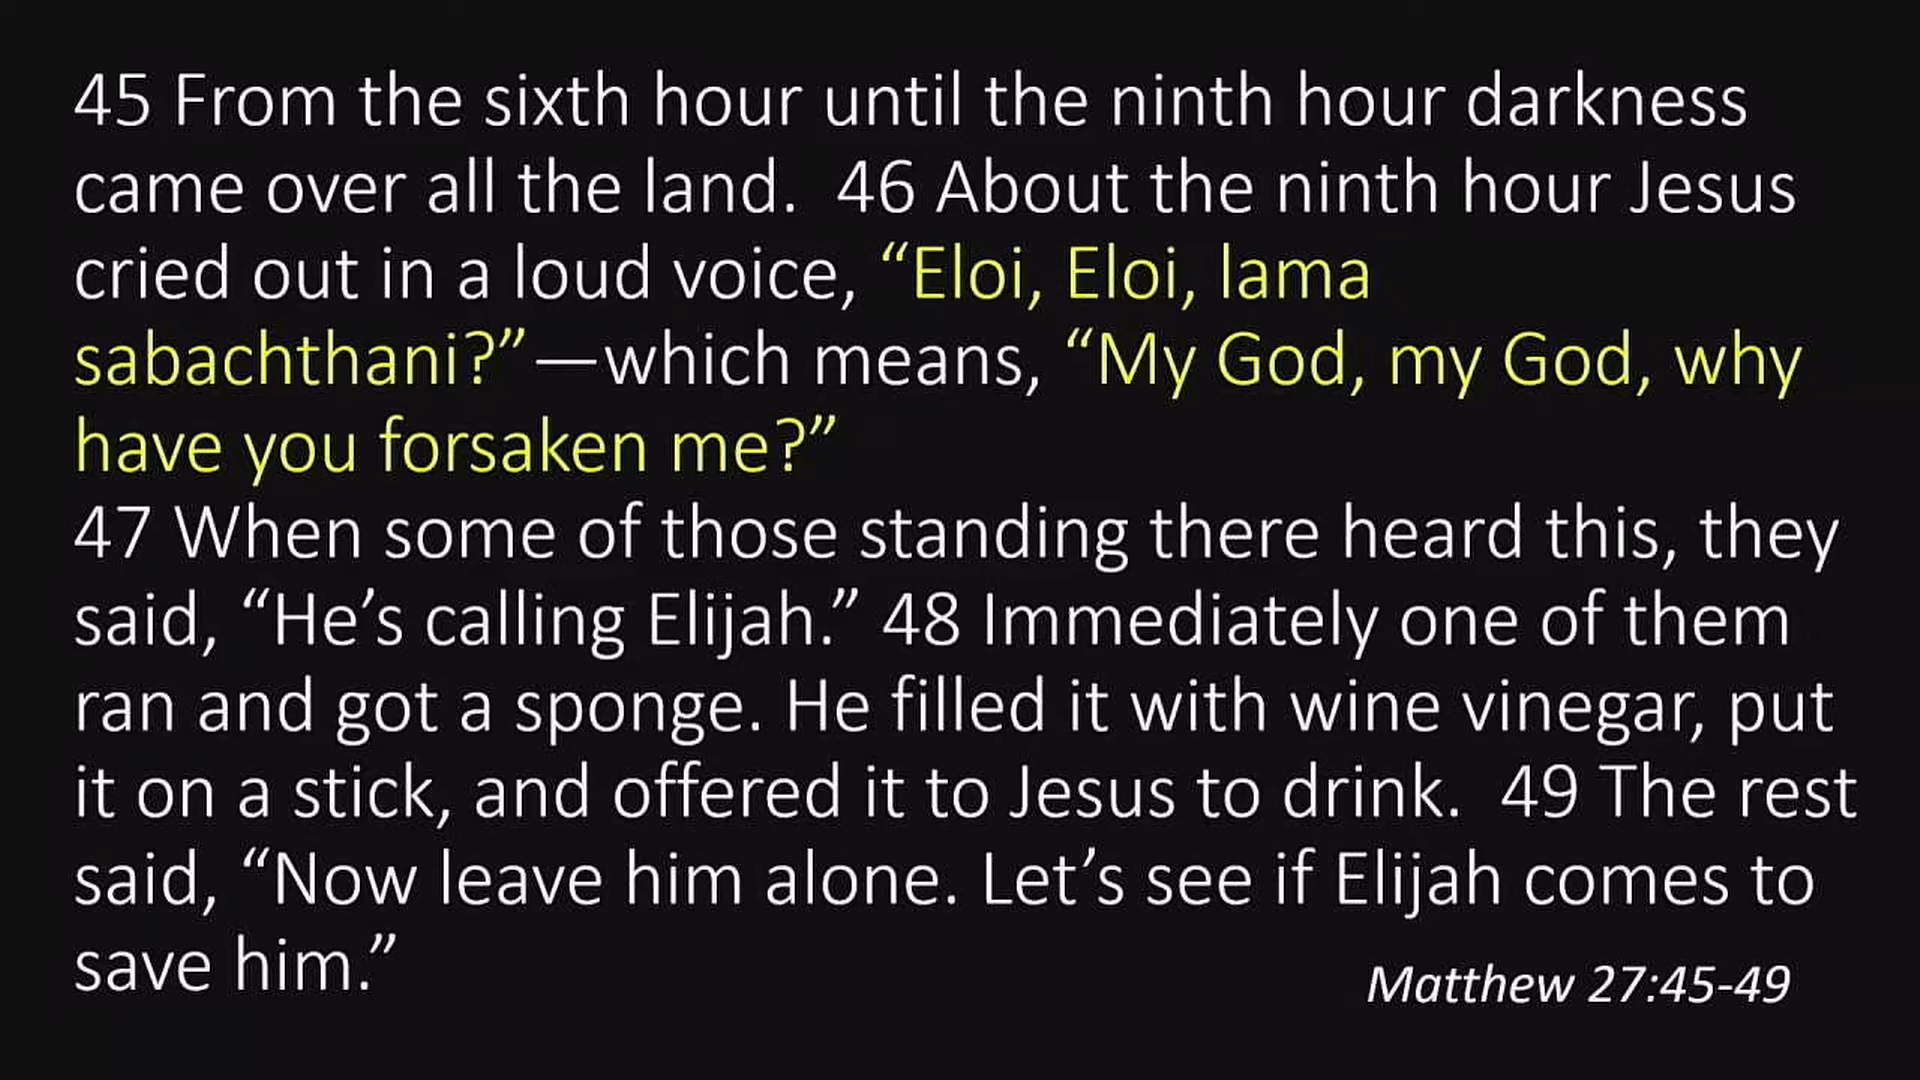 45 From the sixth hour until the ninth hour darkness
came over all the land.  46 About the ninth hour Jesus
cried out in a loud voice, “Eloi, Eloi, lama
sabachthani?”—which means, “My God, my God, why
have you forsaken me?”
47 When some of those standing there heard this, they
said, “He’s calling Elijah.” 48 Immediately one of them
ran and got a sponge. He filled it with wine vinegar, put
it on a stick, and offered it to Jesus to drink.  49 The rest
said, “Now leave him alone. Let’s see if Elijah comes to
save him.”
Matthew 27:45-49